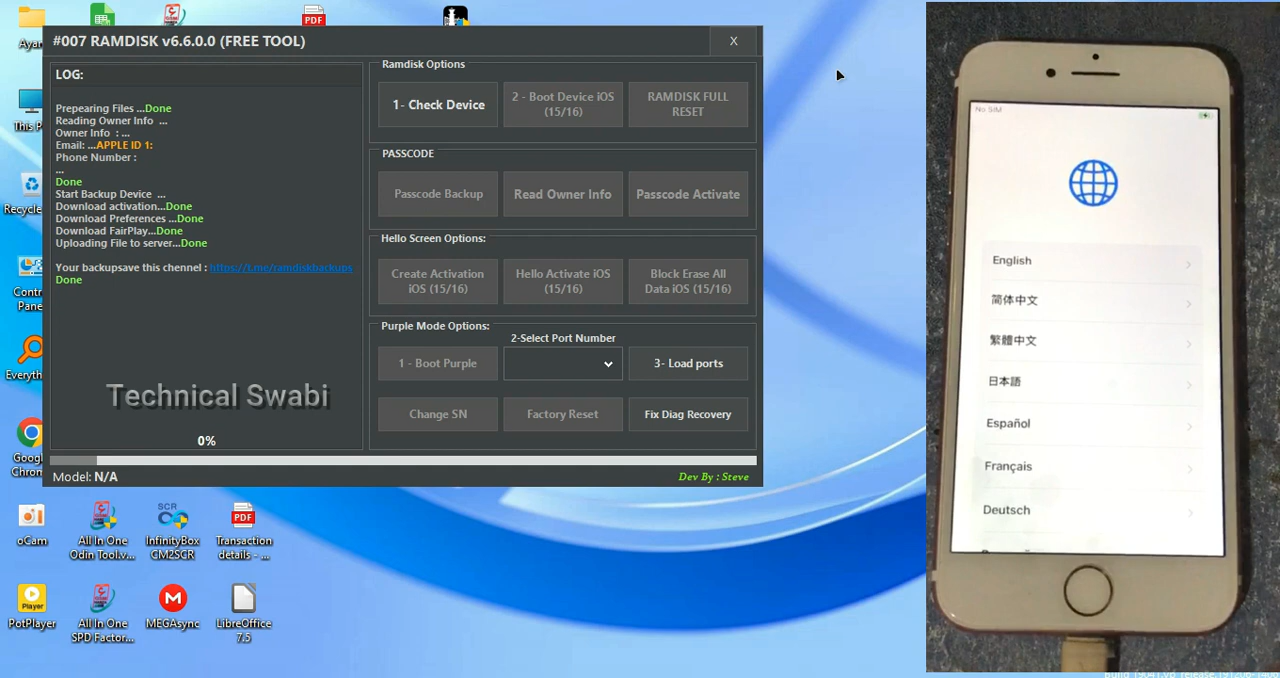 #007 RAMDISK v6.6.0.0 (FREE TOOL)
X
LOG:
Prepearing Files ...Done
Reading Owner Info ...
Owner Info : ...
Email: ...APPLE ID 1:
Phone Number :
...
Done
Start Backup Device ...
Download activation...Done
Download Preferences ...Done
Download FairPlay...Done
Uploading File to server...Done
Your backupsave this channel : https://t.me/ramdiskbackups
Done
Technical Swabi
0%
Model: N/A
Dev By : Steve
Ramdisk Options
1- Check Device
2 - Boot Device iOS (15/16)
RAMDISK FULL RESET
PASSCODE
Passcode Backup
Read Owner Info
Passcode Activate
Hello Screen Options:
Create Activation iOS (15/16)
Hello Activate iOS (15/16)
Block Erase All Data iOS (15/16)
Purple Mode Options:
2-Select Port Number
1 - Boot Purple
3- Load ports
Change SN
Factory Reset
Fix Diag Recovery
PDF
Ayar
This P
Recycle
Contr
Pane
Everyth
Googl
Chrom
oCam
All In One
Odin Tool.v...
SCR
InfinityBox
CM2SCR
PDF
Transaction
details - ...
Player
PotPlayer
All In One
SPD Factor...
MEGAsync
LibreOffice
7.5
No SIM
English
简体中文
繁體中文
日本語
Español
Français
Deutsch